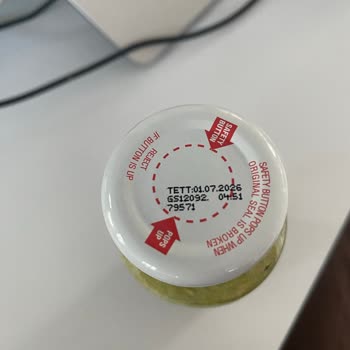 SAFETY
BUTTON
SAFETY BUTTON POPS UP WHEN
ORIGINAL SEAL IS BROKEN
POPS
UP
REJECT
IF BUTTON IS UP
TETT:01.07.2026
GS12092. 04:51
79571